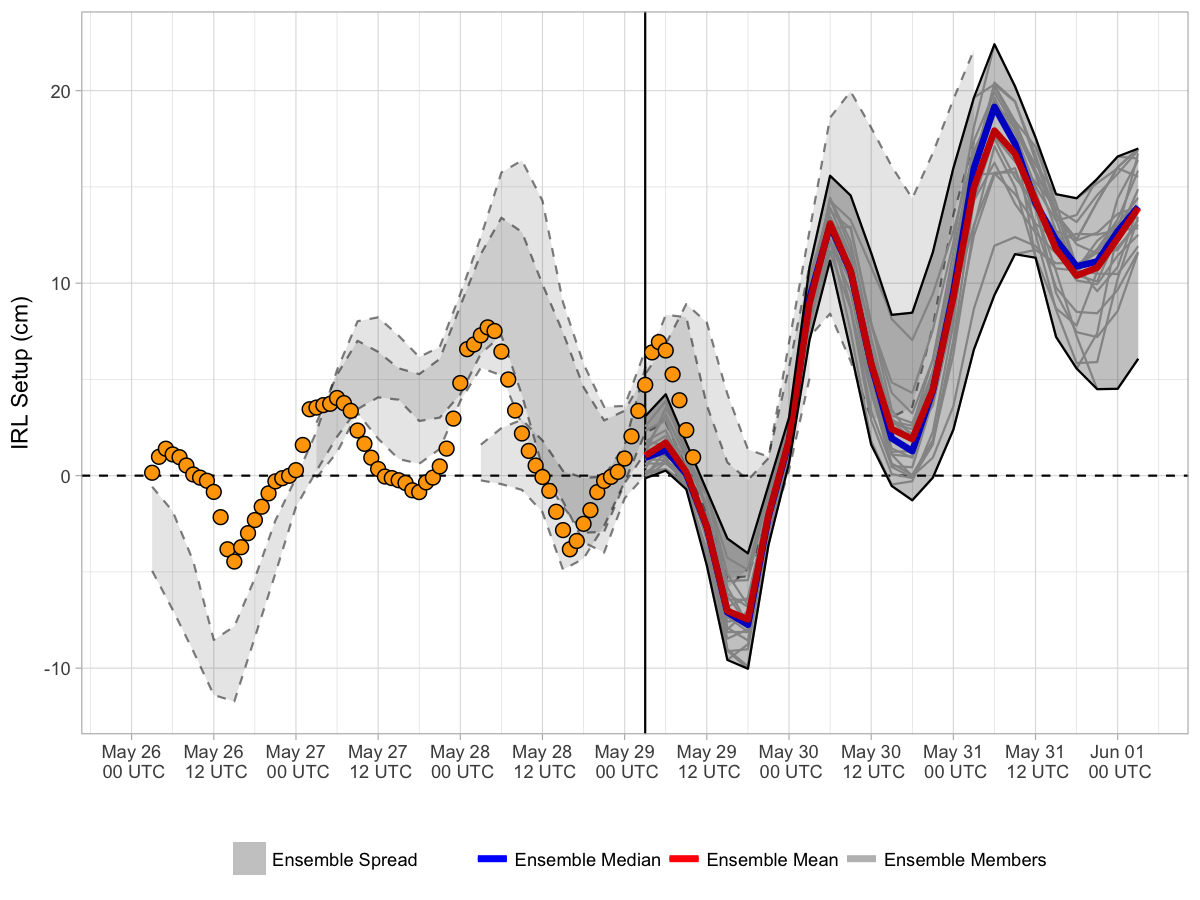 IRL Setup (cm)
20
10
0
-10
May 26 May 26 May 27 May 27 May 28 May 28 May 29 May 29 May 30 May 30 May 31 May 31 Jun 01
00 UTC 12 UTC 00 UTC 12 UTC 00 UTC 12 UTC 00 UTC 12 UTC 00 UTC 12 UTC 00 UTC 12 UTC 00 UTC
Ensemble Spread Ensemble Median Ensemble Mean Ensemble Members